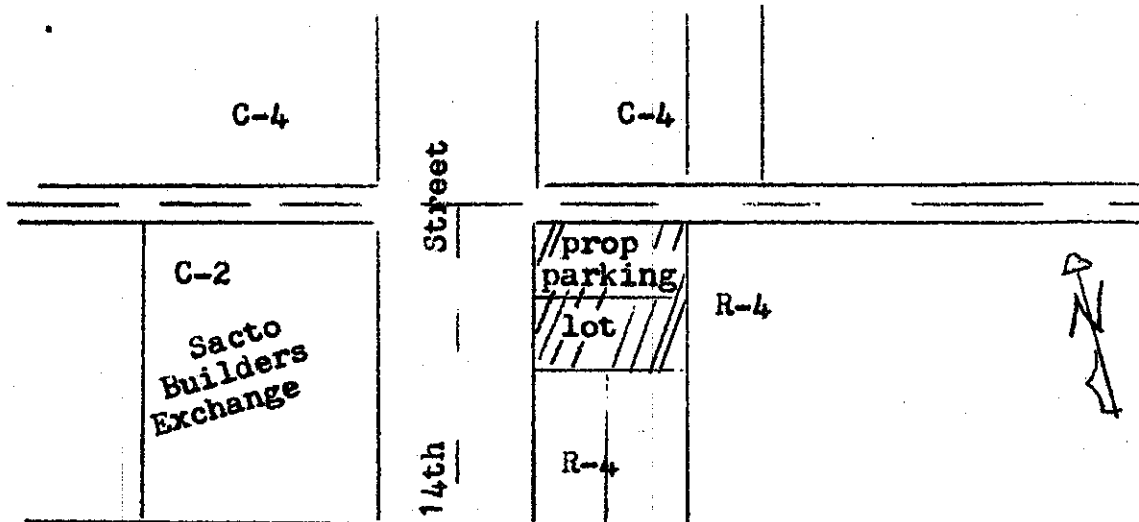 C-4
C-4
14th Street
C-2
Sacto
Builders
Exchange
prop
parking
lot
R-4
R-4
N